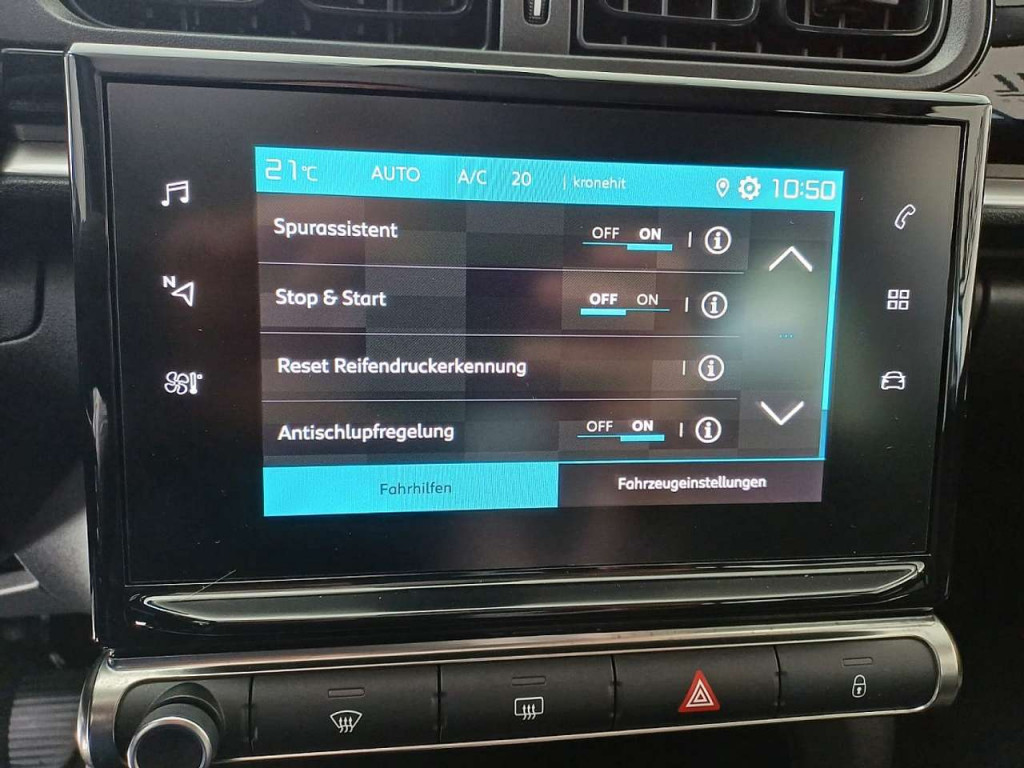 21°C AUTO A/C 20 | kronehit 10:50
Spurassistent OFF ON
Stop & Start OFF ON
Reset Reifendruckerkennung
Antischlupfregelung OFF ON
Fahrhilfen Fahrzeugeinstellungen
N